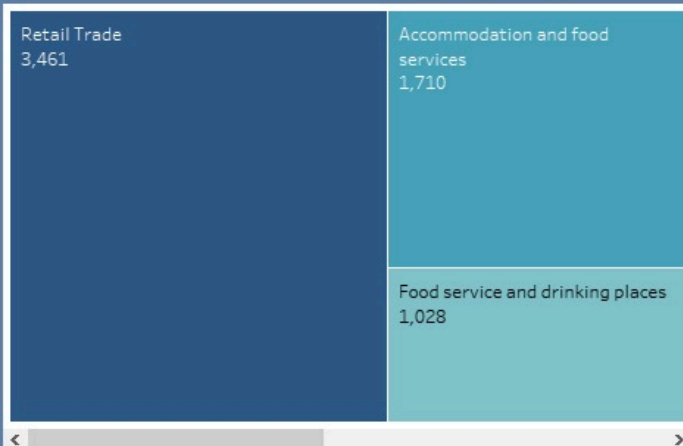 Retail Trade
3,461
Accommodation and food
services
1,710
Food service and drinking places
1,028